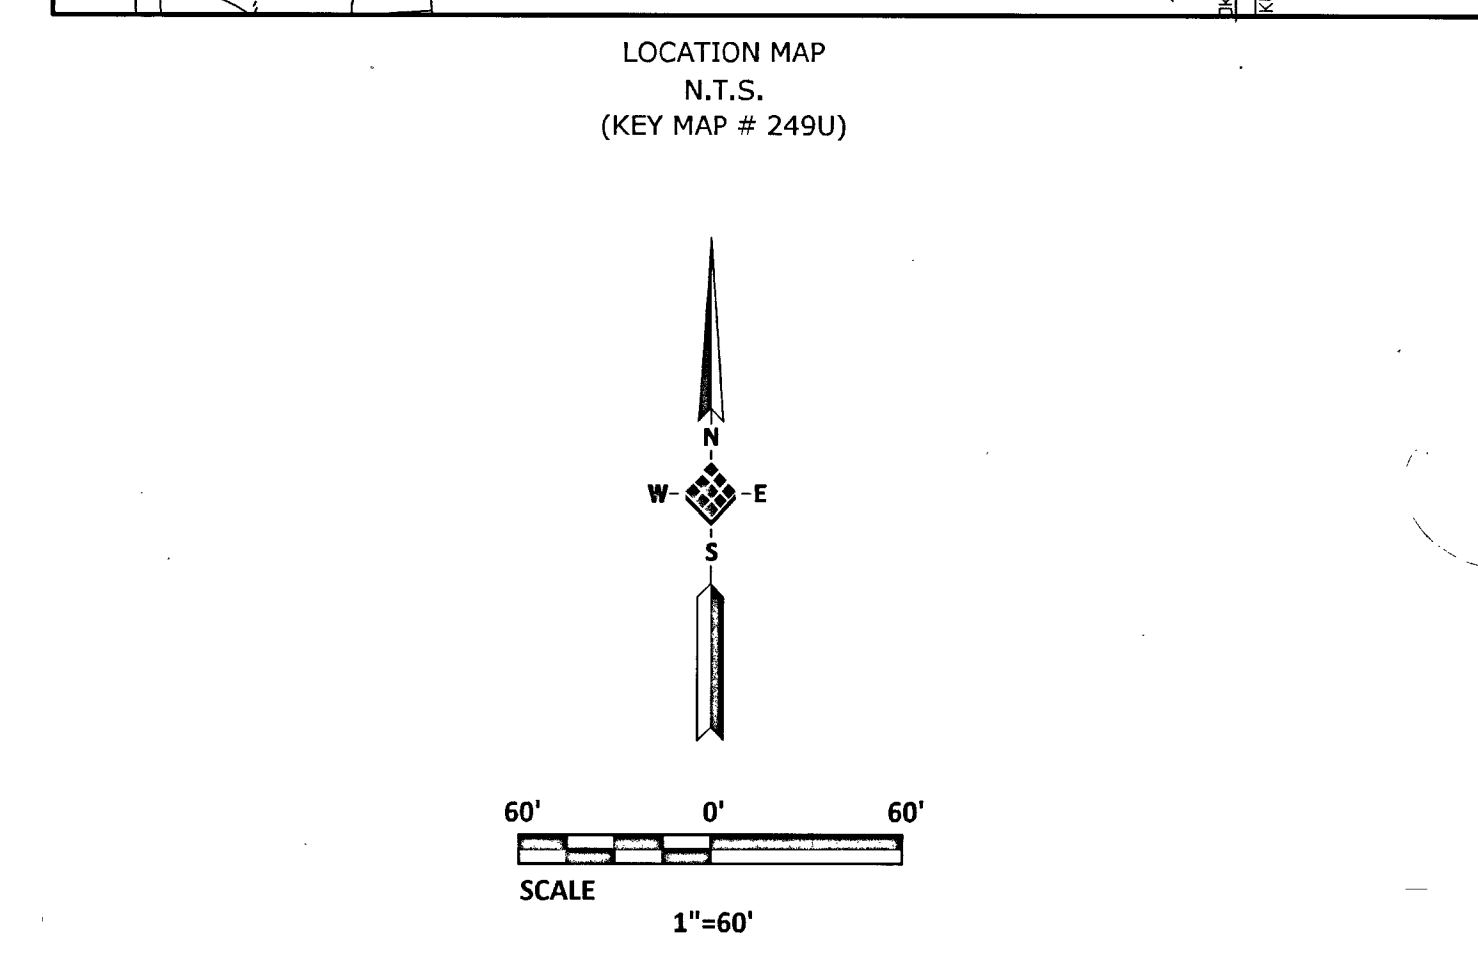 LOCATION MAP
N.T.S.
(KEY MAP # 249U)
N
W E
S
60' 0' 60'
SCALE
1"=60'